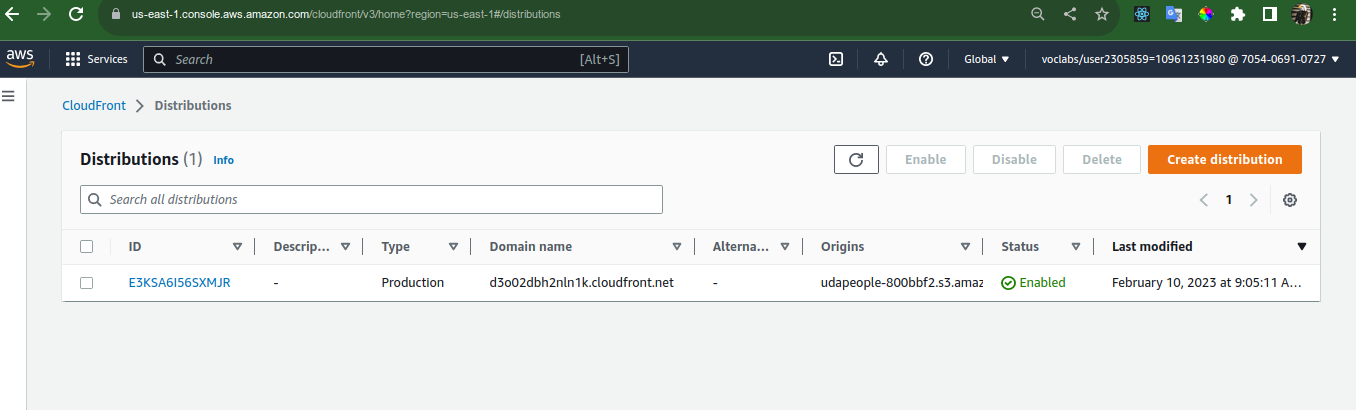 us-east-1.console.aws.amazon.com/cloudfront/v3/home?region=us-east-1#/distributions
aws Services Search [Alt+S] Global voclabs/user2305859=10961231980 @ 7054-0691-0727
CloudFront Distributions
Distributions (1) Info Enable Disable Delete Create distribution
Search all distributions 1
ID Descrip... Type Domain name Alterna... Origins Status Last modified
E3KSA6I56SXMJR - Production d3o02dbh2nln1k.cloudfront.net - udapeople-800bbf2.s3.amaz Enabled February 10, 2023 at 9:05:11 A...